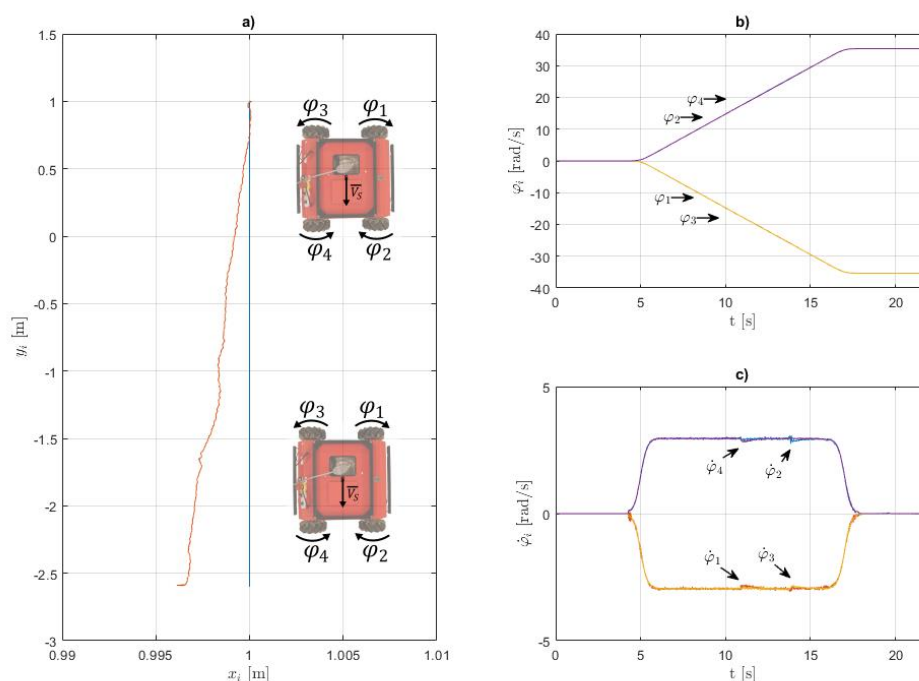 a)
1.5
1
0.5
0
-0.5
-1
-1.5
-2
-2.5
-3
y_i [m]
0.99 0.995 1 1.005 1.01
x_i [m]
φ₃ φ₁
V̄_S
φ₄ φ₂
φ₃ φ₁
V̄_S
φ₄ φ₂
b)
40
30
20
10
0
-10
-20
-30
-40
φ_i [rad/s]
φ₄
φ₂
φ₁
φ₃
0 5 10 15 20
t [s]
c)
5
0
-5
φ̇_i [rad/s]
φ̇₄ φ̇₂
φ̇₁ φ̇₃
0 5 10 15 20
t [s]